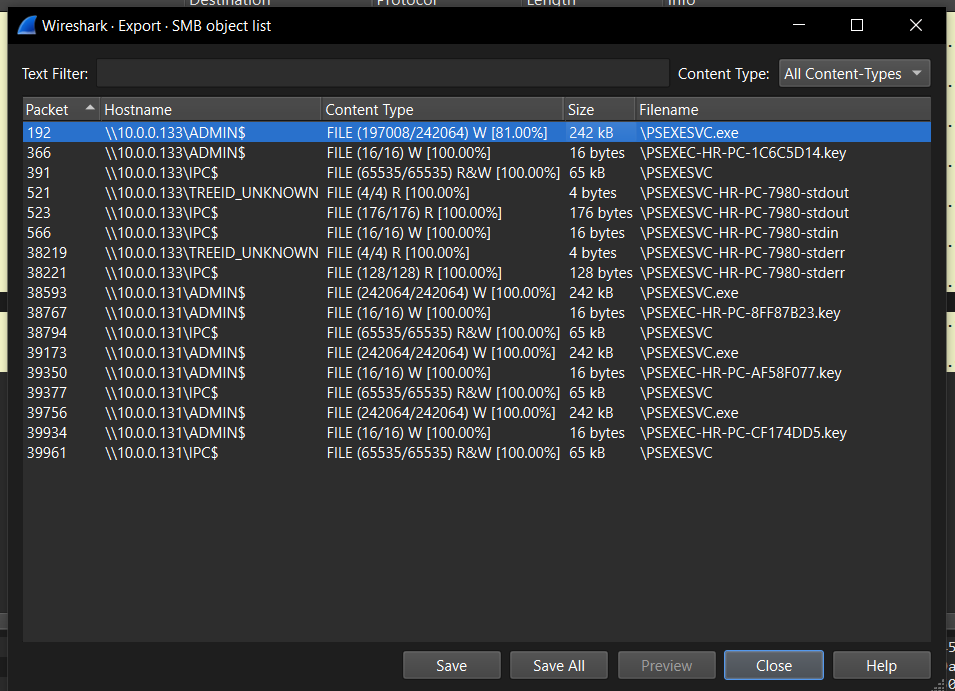 Destination Protocol Length Info
Wireshark · Export · SMB object list
Text Filter: Content Type: All Content-Types
Packet Hostname Content Type Size Filename
192 \\10.0.0.133\ADMIN$ FILE (197008/242064) W [81.00%] 242 kB \PSEXESVC.exe
366 \\10.0.0.133\ADMIN$ FILE (16/16) W [100.00%] 16 bytes \PSEXEC-HR-PC-1C6C5D14.key
391 \\10.0.0.133\IPC$ FILE (65535/65535) R&W [100.00%] 65 kB \PSEXESVC
521 \\10.0.0.133\TREEID_UNKNOWN FILE (4/4) R [100.00%] 4 bytes \PSEXESVC-HR-PC-7980-stdout
523 \\10.0.0.133\IPC$ FILE (176/176) R [100.00%] 176 bytes \PSEXESVC-HR-PC-7980-stdout
566 \\10.0.0.133\IPC$ FILE (16/16) W [100.00%] 16 bytes \PSEXESVC-HR-PC-7980-stdin
38219 \\10.0.0.133\TREEID_UNKNOWN FILE (4/4) R [100.00%] 4 bytes \PSEXESVC-HR-PC-7980-stderr
38221 \\10.0.0.133\IPC$ FILE (128/128) R [100.00%] 128 bytes \PSEXESVC-HR-PC-7980-stderr
38593 \\10.0.0.131\ADMIN$ FILE (242064/242064) W [100.00%] 242 kB \PSEXESVC.exe
38767 \\10.0.0.131\ADMIN$ FILE (16/16) W [100.00%] 16 bytes \PSEXEC-HR-PC-8FF87B23.key
38794 \\10.0.0.131\IPC$ FILE (65535/65535) R&W [100.00%] 65 kB \PSEXESVC
39173 \\10.0.0.131\ADMIN$ FILE (242064/242064) W [100.00%] 242 kB \PSEXESVC.exe
39350 \\10.0.0.131\ADMIN$ FILE (16/16) W [100.00%] 16 bytes \PSEXEC-HR-PC-AF58F077.key
39377 \\10.0.0.131\IPC$ FILE (65535/65535) R&W [100.00%] 65 kB \PSEXESVC
39756 \\10.0.0.131\ADMIN$ FILE (242064/242064) W [100.00%] 242 kB \PSEXESVC.exe
39934 \\10.0.0.131\ADMIN$ FILE (16/16) W [100.00%] 16 bytes \PSEXEC-HR-PC-CF174DD5.key
39961 \\10.0.0.131\IPC$ FILE (65535/65535) R&W [100.00%] 65 kB \PSEXESVC
Save Save All Preview Close Help